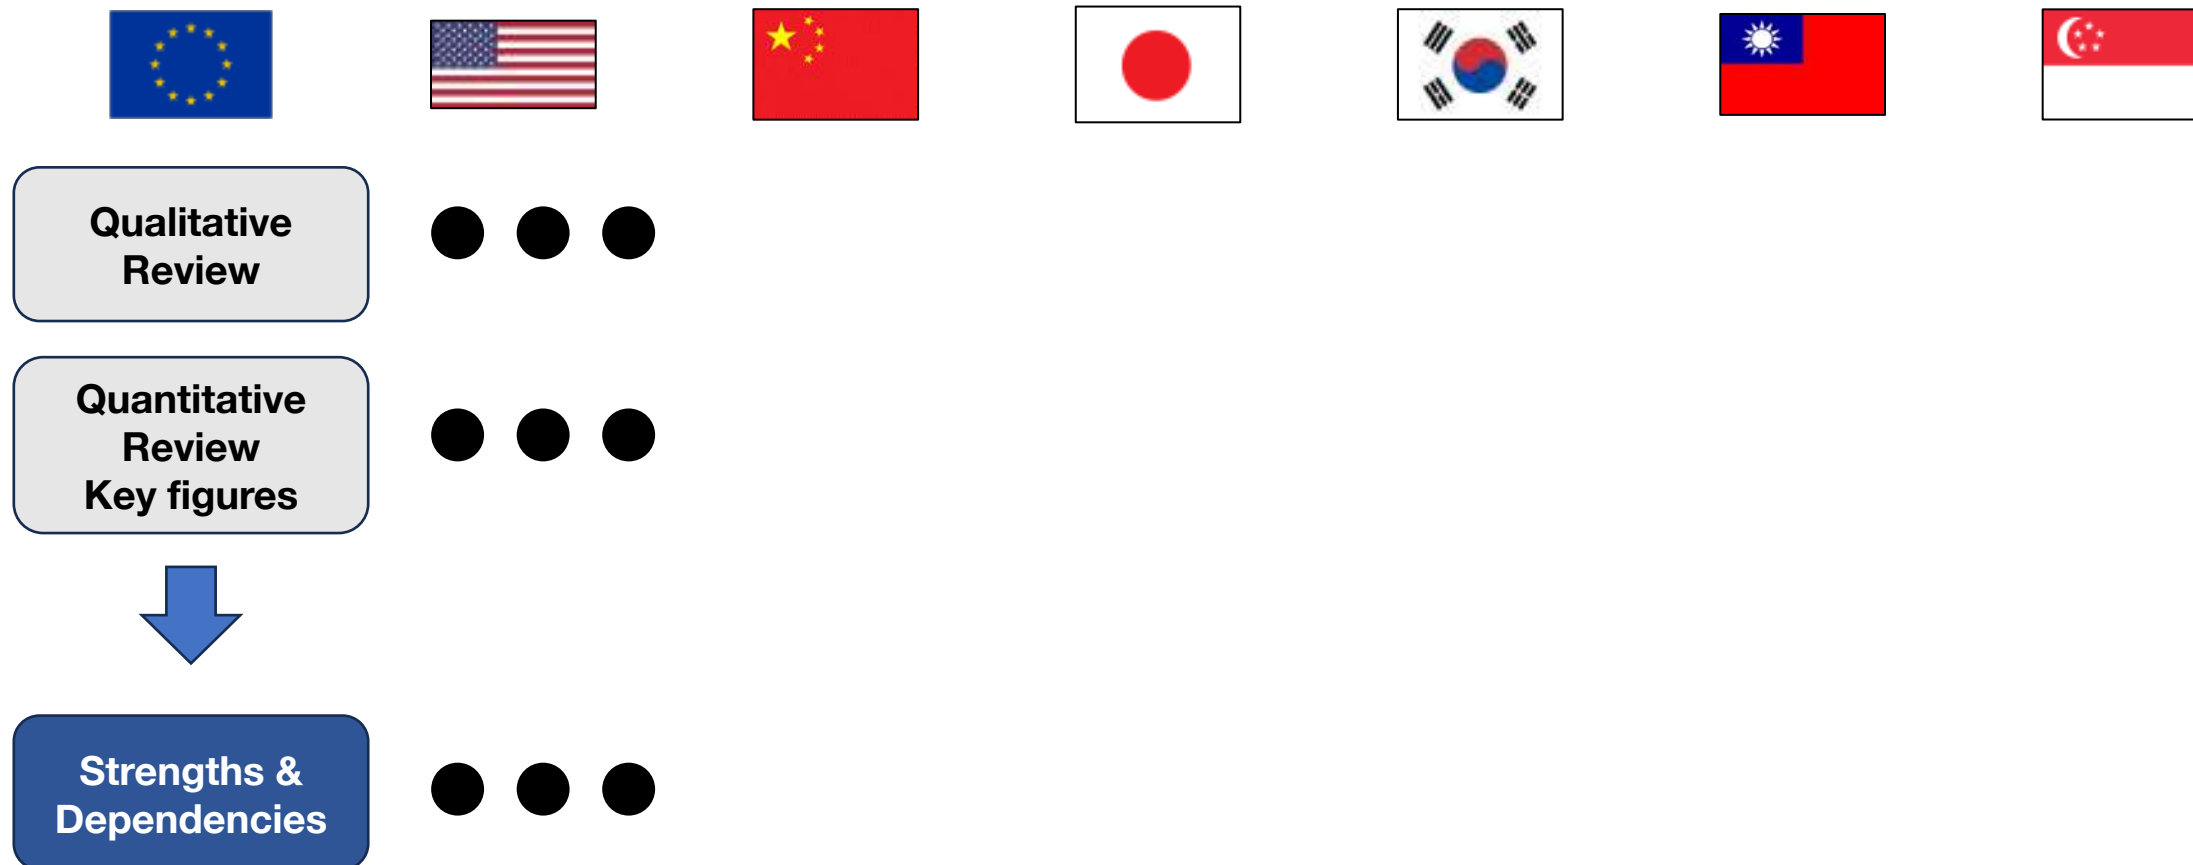 Qualitative
Review
Quantitative
Review
Key figures
Strengths &
Dependencies